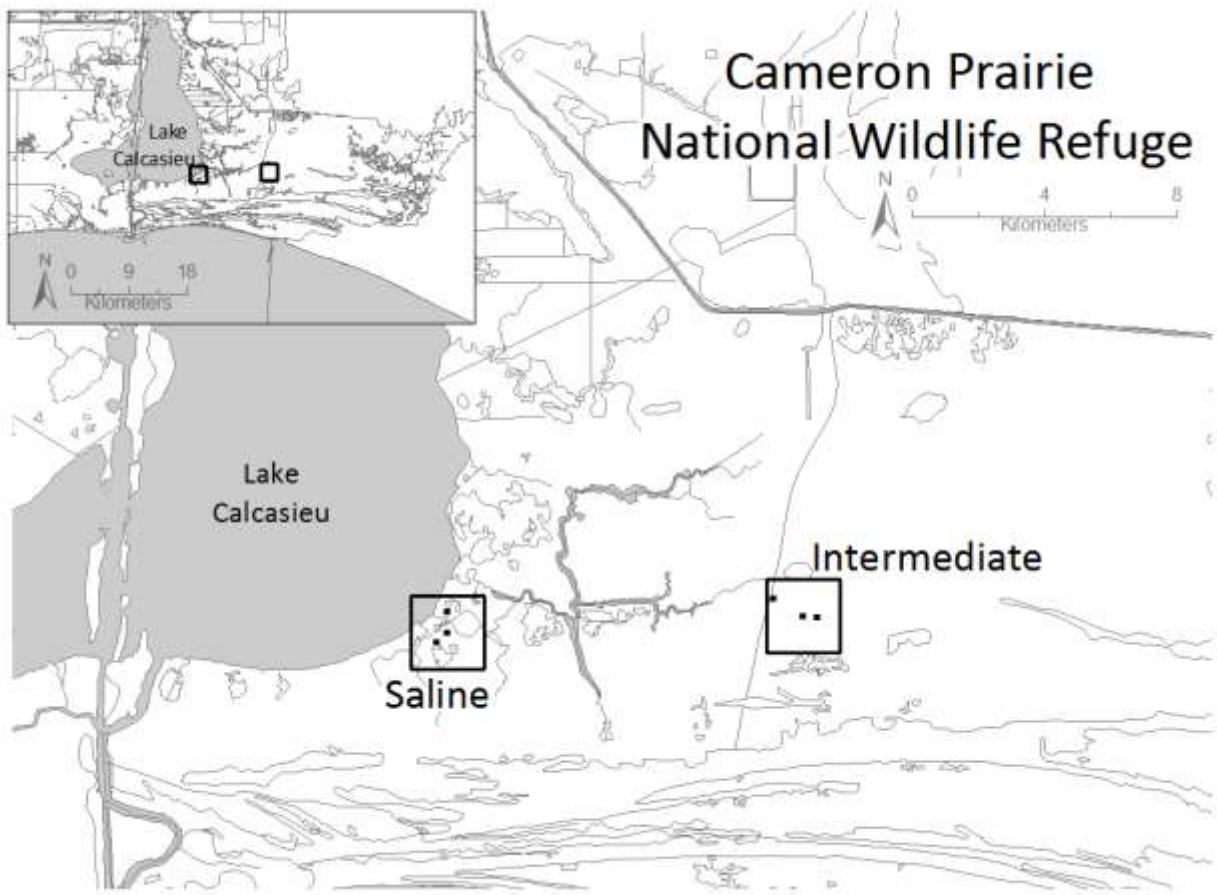 Cameron Prairie
National Wildlife Refuge
N
0 4 8
Kilometers
Lake
Calcasieu
N
0 9 18
Kilometers
Lake
Calcasieu
Intermediate
Saline